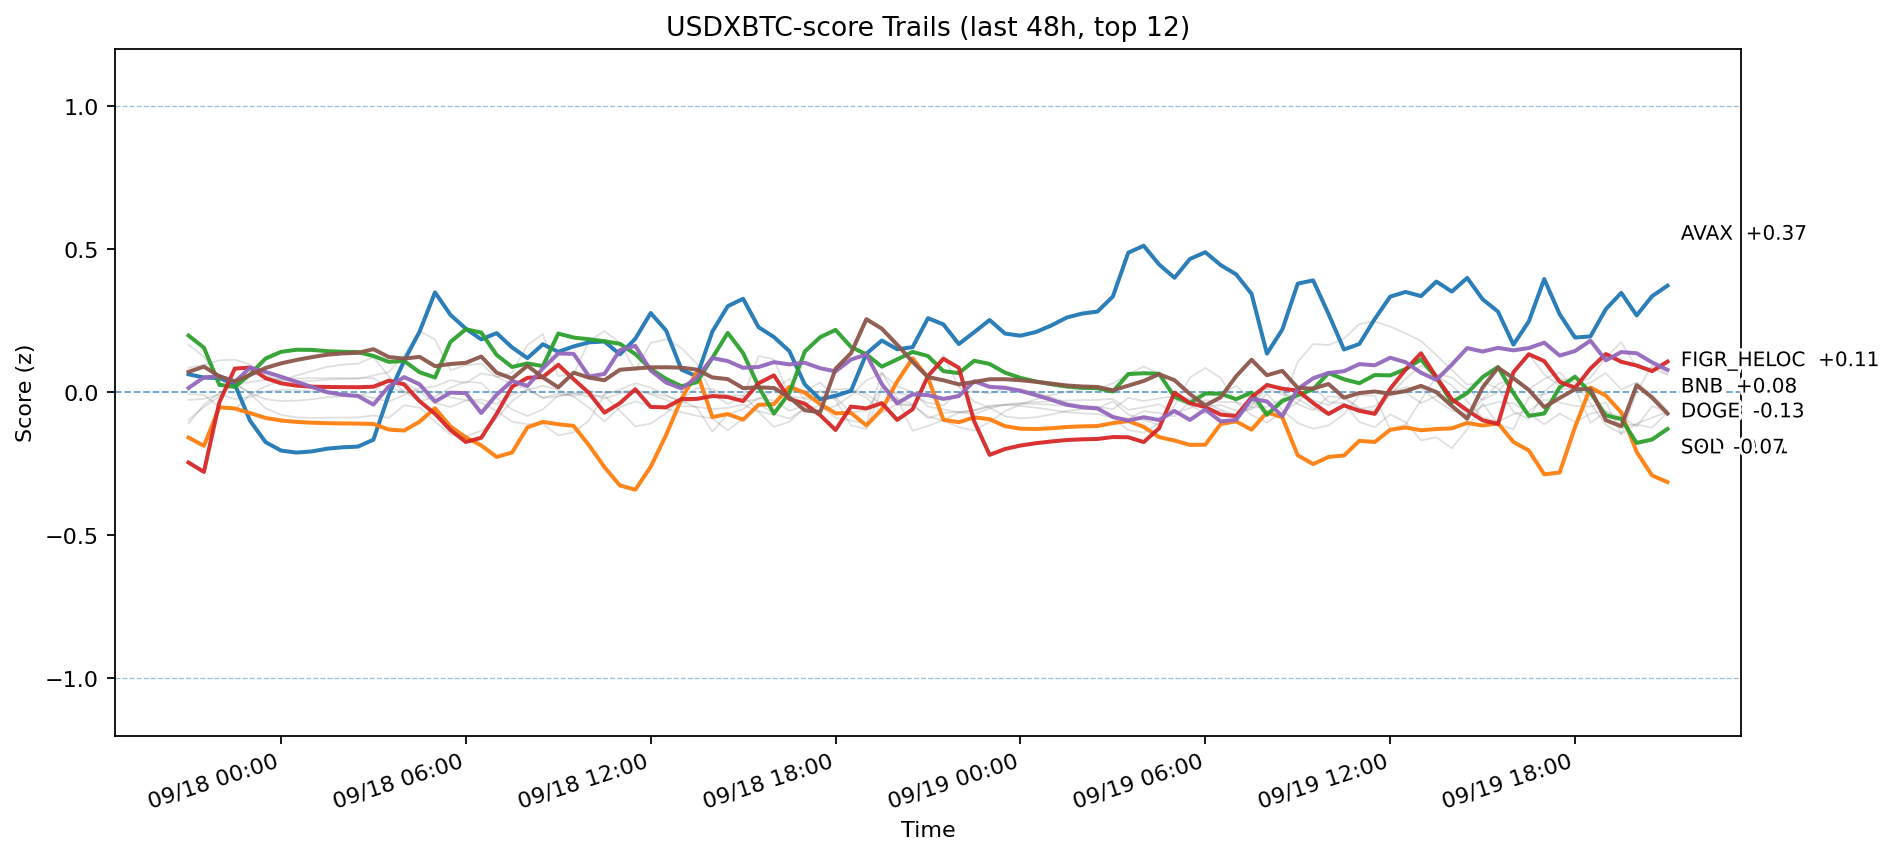 USDXBTC-score Trails (last 48h, top 12)
Score (z)
1.0
0.5
0.0
−0.5
−1.0
AVAX +0.37
FIGR_HELOC +0.11
BNB +0.08
DOGE -0.13
SOL -0.07
09/18 00:00
09/18 06:00
09/18 12:00
09/18 18:00
09/19 00:00
09/19 06:00
09/19 12:00
09/19 18:00
Time